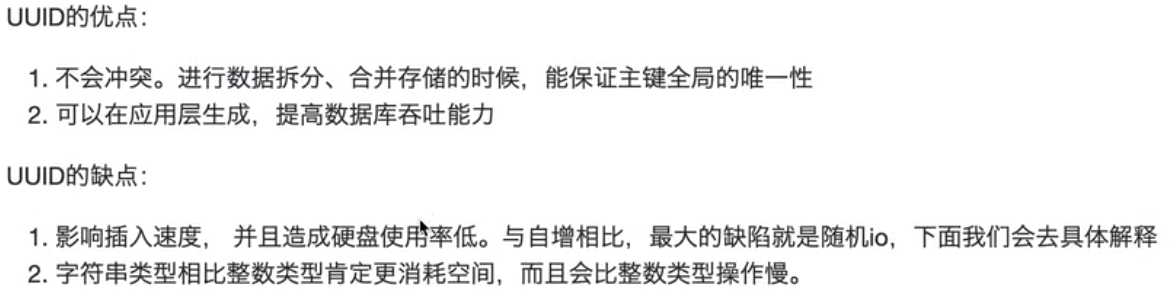 UUID的优点：
1. 不会冲突。进行数据拆分、合并存储的时候，能保证主键全局的唯一性
2. 可以在应用层生成，提高数据库吞吐能力
UUID的缺点：
1. 影响插入速度， 并且造成硬盘使用率低。与自增相比，最大的缺陷就是随机io，下面我们会去具体解释
2. 字符串类型相比整数类型肯定更消耗空间，而且会比整数类型操作慢。